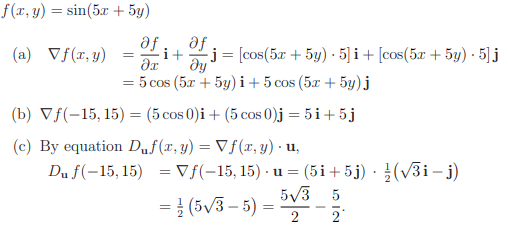 f(x, y) = sin(5x + 5y)
(a) ∇f(x, y) = ∂f/∂x i + ∂f/∂y j = [cos(5x + 5y) · 5] i + [cos(5x + 5y) · 5] j
= 5 cos (5x + 5y) i + 5 cos (5x + 5y) j
(b) ∇f(−15, 15) = (5 cos 0)i + (5 cos 0)j = 5 i + 5 j
(c) By equation D_u f(x, y) = ∇f(x, y) · u,
D_u f(−15, 15) = ∇f(−15, 15) · u = (5 i + 5 j) · 1/2(√3 i − j)
= 1/2 (5√3 − 5) = 5√3/2 − 5/2.